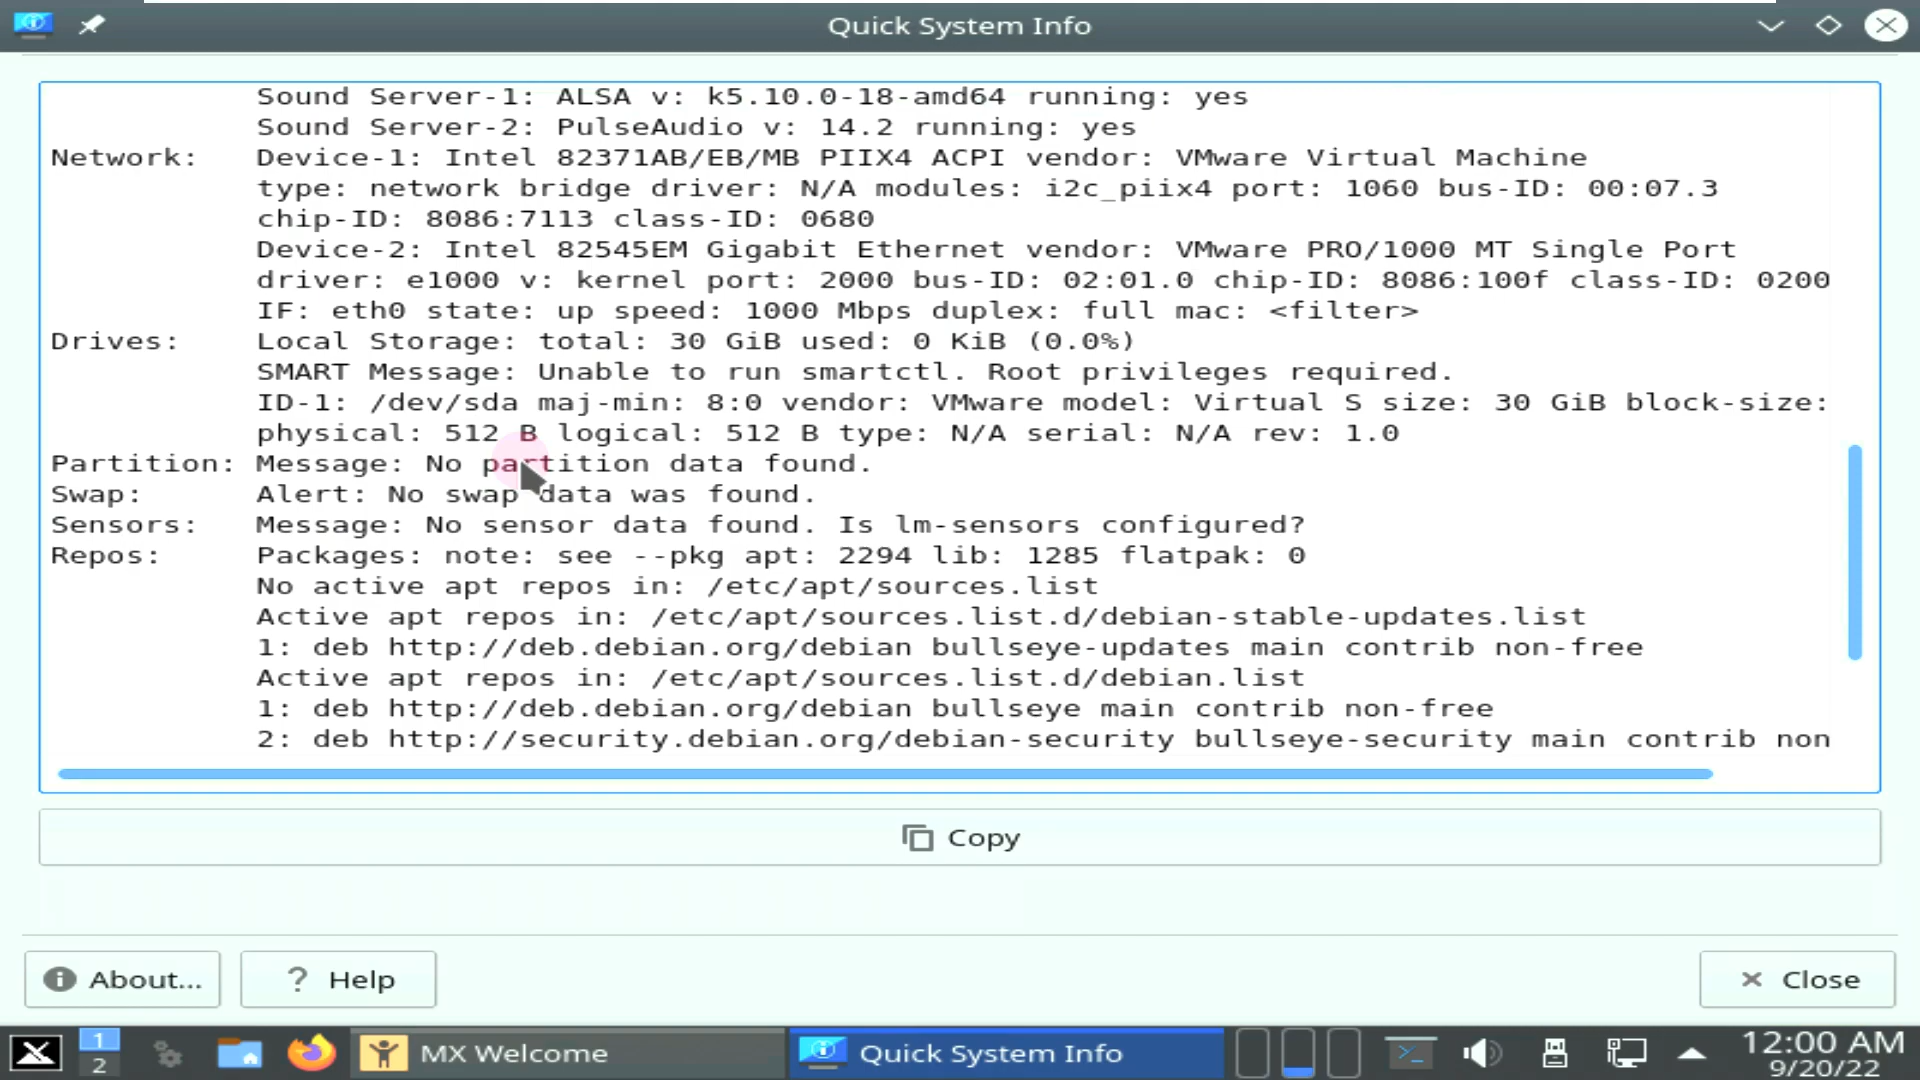 Quick System Info
Sound Server-1: ALSA v: k5.10.0-18-amd64 running: yes
Sound Server-2: PulseAudio v: 14.2 running: yes
Network: Device-1: Intel 82371AB/EB/MB PIIX4 ACPI vendor: VMware Virtual Machine
type: network bridge driver: N/A modules: i2c_piix4 port: 1060 bus-ID: 00:07.3
chip-ID: 8086:7113 class-ID: 0680
Device-2: Intel 82545EM Gigabit Ethernet vendor: VMware PRO/1000 MT Single Port
driver: e1000 v: kernel port: 2000 bus-ID: 02:01.0 chip-ID: 8086:100f class-ID: 0200
IF: eth0 state: up speed: 1000 Mbps duplex: full mac: <filter>
Drives: Local Storage: total: 30 GiB used: 0 KiB (0.0%)
SMART Message: Unable to run smartctl. Root privileges required.
ID-1: /dev/sda maj-min: 8:0 vendor: VMware model: Virtual S size: 30 GiB block-size:
physical: 512 B logical: 512 B type: N/A serial: N/A rev: 1.0
Partition: Message: No partition data found.
Swap: Alert: No swap data was found.
Sensors: Message: No sensor data found. Is lm-sensors configured?
Repos: Packages: note: see --pkg apt: 2294 lib: 1285 flatpak: 0
No active apt repos in: /etc/apt/sources.list
Active apt repos in: /etc/apt/sources.list.d/debian-stable-updates.list
1: deb http://deb.debian.org/debian bullseye-updates main contrib non-free
Active apt repos in: /etc/apt/sources.list.d/debian.list
1: deb http://deb.debian.org/debian bullseye main contrib non-free
2: deb http://security.debian.org/debian-security bullseye-security main contrib non
Copy
About...
? Help
Close
1
2
MX Welcome
Quick System Info
12:00 AM
9/20/22